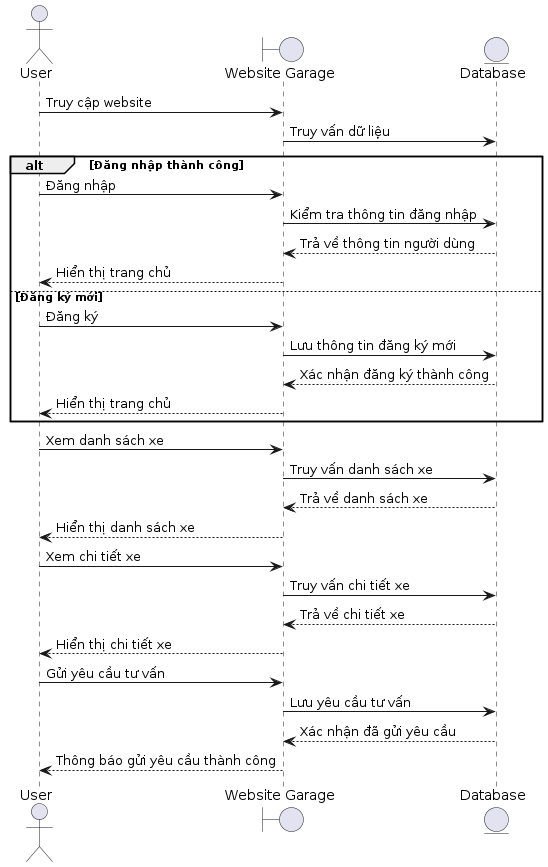 User
Website Garage
Database
Truy cập website
Truy vấn dữ liệu
alt [Đăng nhập thành công]
Đăng nhập
Kiểm tra thông tin đăng nhập
Trả về thông tin người dùng
Hiển thị trang chủ
[Đăng ký mới]
Đăng ký
Lưu thông tin đăng ký mới
Xác nhận đăng ký thành công
Hiển thị trang chủ
Xem danh sách xe
Truy vấn danh sách xe
Trả về danh sách xe
Hiển thị danh sách xe
Xem chi tiết xe
Truy vấn chi tiết xe
Trả về chi tiết xe
Hiển thị chi tiết xe
Gửi yêu cầu tư vấn
Lưu yêu cầu tư vấn
Xác nhận đã gửi yêu cầu
Thông báo gửi yêu cầu thành công
User
Website Garage
Database